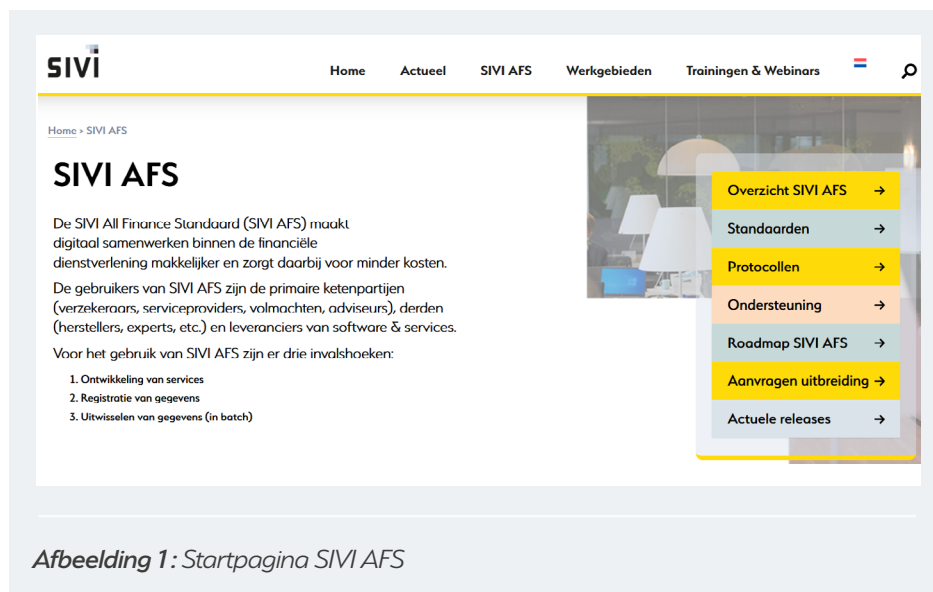 SIVI
Home Actueel SIVI AFS Werkgebieden Trainingen & Webinars
Home > SIVI AFS
SIVI AFS
De SIVI All Finance Standaard (SIVI AFS) maakt
digitaal samenwerken binnen de financiële
dienstverlening makkelijker en zorgt daarbij voor minder kosten.
De gebruikers van SIVI AFS zijn de primaire ketenpartijen
(verzekeraars, serviceproviders, volmachten, adviseurs), derden
(herstellers, experts, etc.) en leveranciers van software & services.
Voor het gebruik van SIVI AFS zijn er drie invalshoeken:
1. Ontwikkeling van services
2. Registratie van gegevens
3. Uitwisselen van gegevens (in batch)
Overzicht SIVI AFS →
Standaarden →
Protocollen →
Ondersteuning →
Roadmap SIVI AFS →
Aanvragen uitbreiding →
Actuele releases →
Afbeelding 1: Startpagina SIVI AFS